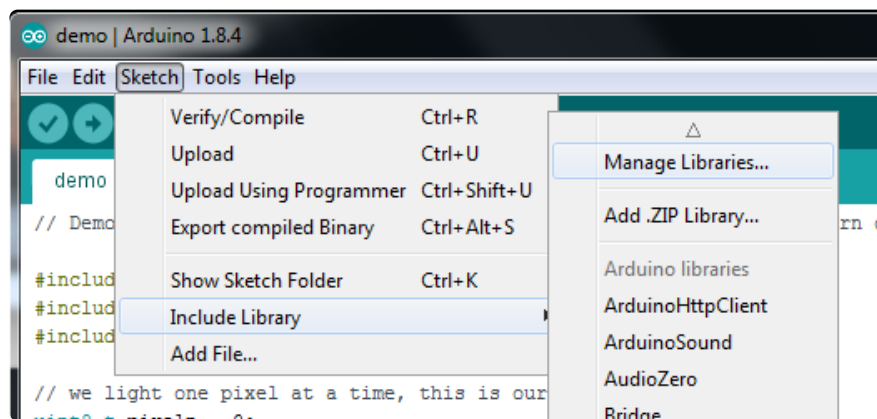 demo | Arduino 1.8.4
File Edit Sketch Tools Help
Verify/Compile Ctrl+R
Upload Ctrl+U
Upload Using Programmer Ctrl+Shift+U
Export compiled Binary Ctrl+Alt+S
Show Sketch Folder Ctrl+K
Include Library
Add File...
Manage Libraries...
Add .ZIP Library...
Arduino libraries
ArduinoHttpClient
ArduinoSound
AudioZero
Bridge
demo
// Demo
#includ
#includ
#includ
// we light one pixel at a time, this is our